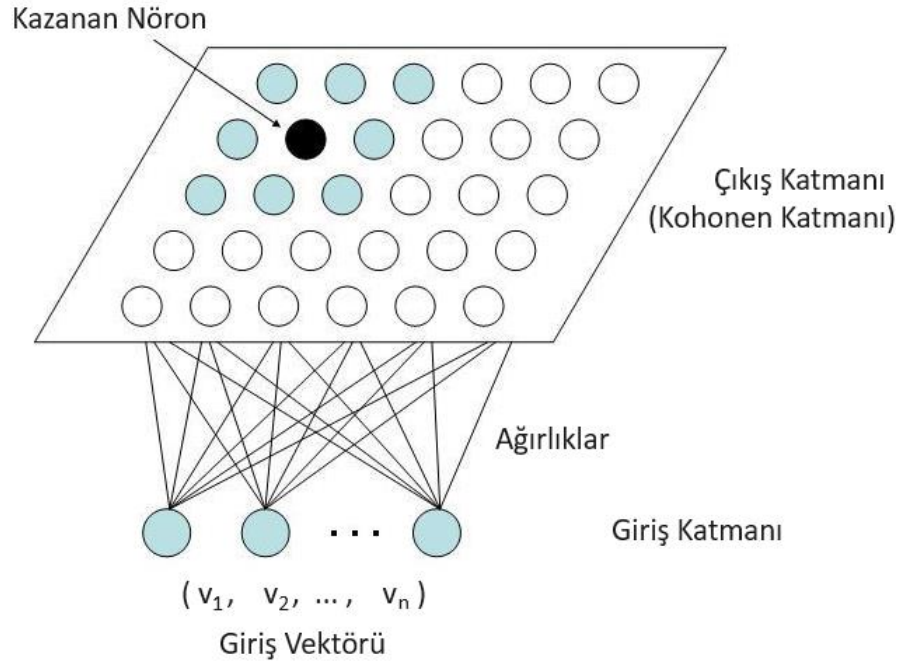 Kazanan Nöron
Çıkış Katmanı
(Kohonen Katmanı)
Ağırlıklar
Giriş Katmanı
. . .
( v₁, v₂, ... , vₙ )
Giriş Vektörü